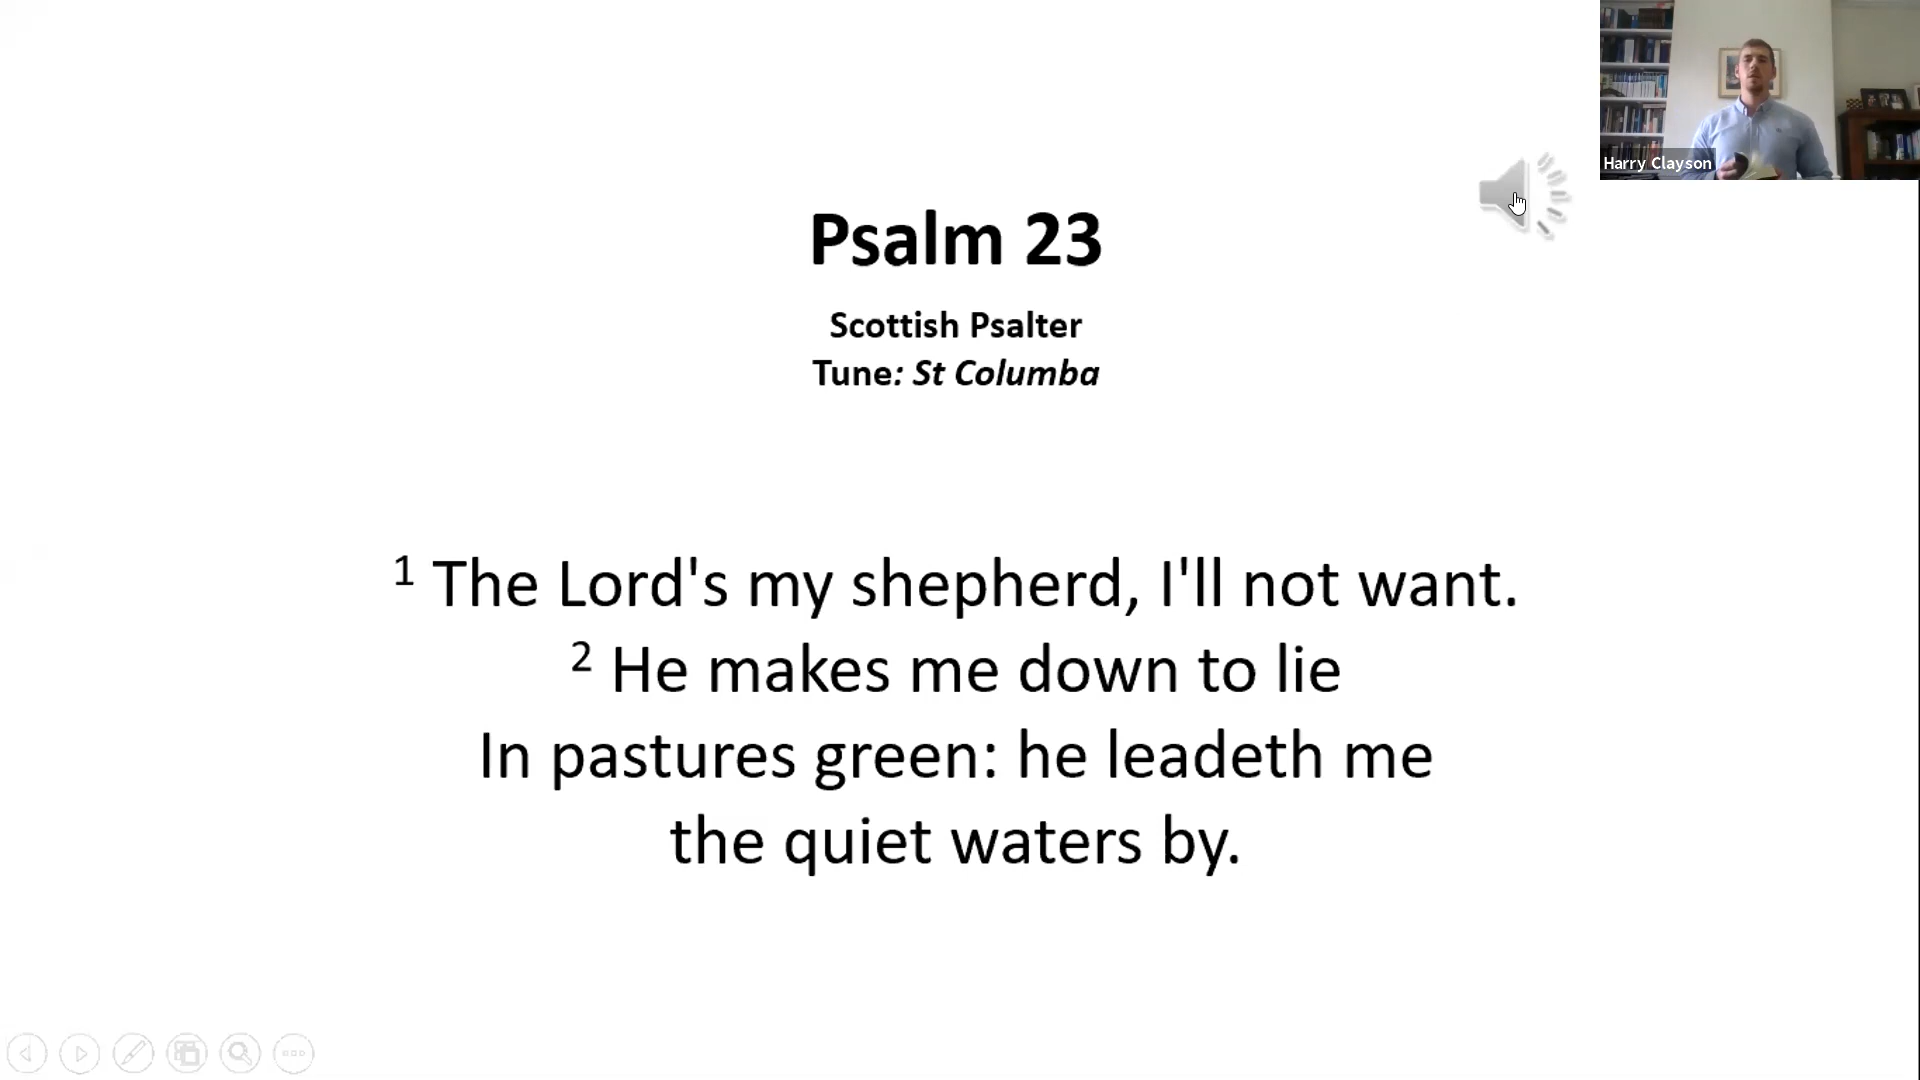 Harry Clayson
Psalm 23
Scottish Psalter
Tune: St Columba
1 The Lord's my shepherd, I'll not want.
2 He makes me down to lie
In pastures green: he leadeth me
the quiet waters by.